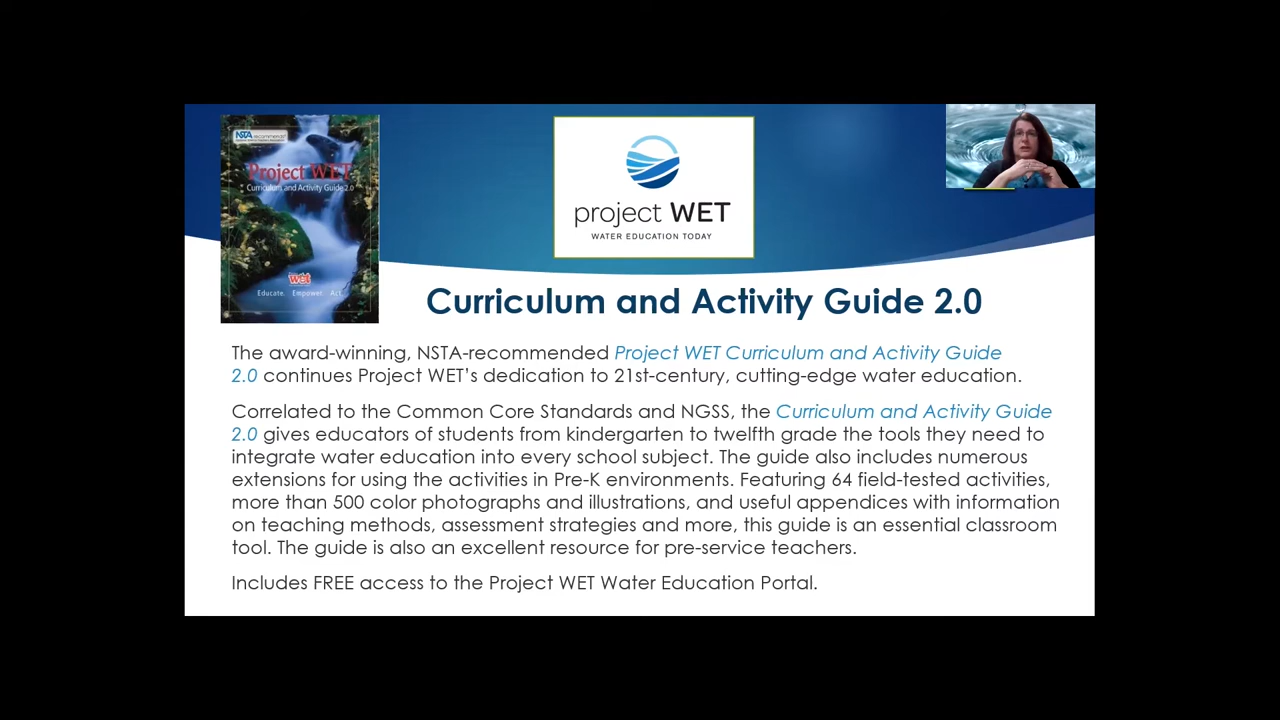 NSTA recommends
Project WET
Curriculum and Activity Guide 2.0
wet
Educate. Empower. Act.
project WET
WATER EDUCATION TODAY
Curriculum and Activity Guide 2.0
The award-winning, NSTA-recommended Project WET Curriculum and Activity Guide
2.0 continues Project WET’s dedication to 21st-century, cutting-edge water education.
Correlated to the Common Core Standards and NGSS, the Curriculum and Activity Guide
2.0 gives educators of students from kindergarten to twelfth grade the tools they need to
integrate water education into every school subject. The guide also includes numerous
extensions for using the activities in Pre-K environments. Featuring 64 field-tested activities,
more than 500 color photographs and illustrations, and useful appendices with information
on teaching methods, assessment strategies and more, this guide is an essential classroom
tool. The guide is also an excellent resource for pre-service teachers.
Includes FREE access to the Project WET Water Education Portal.